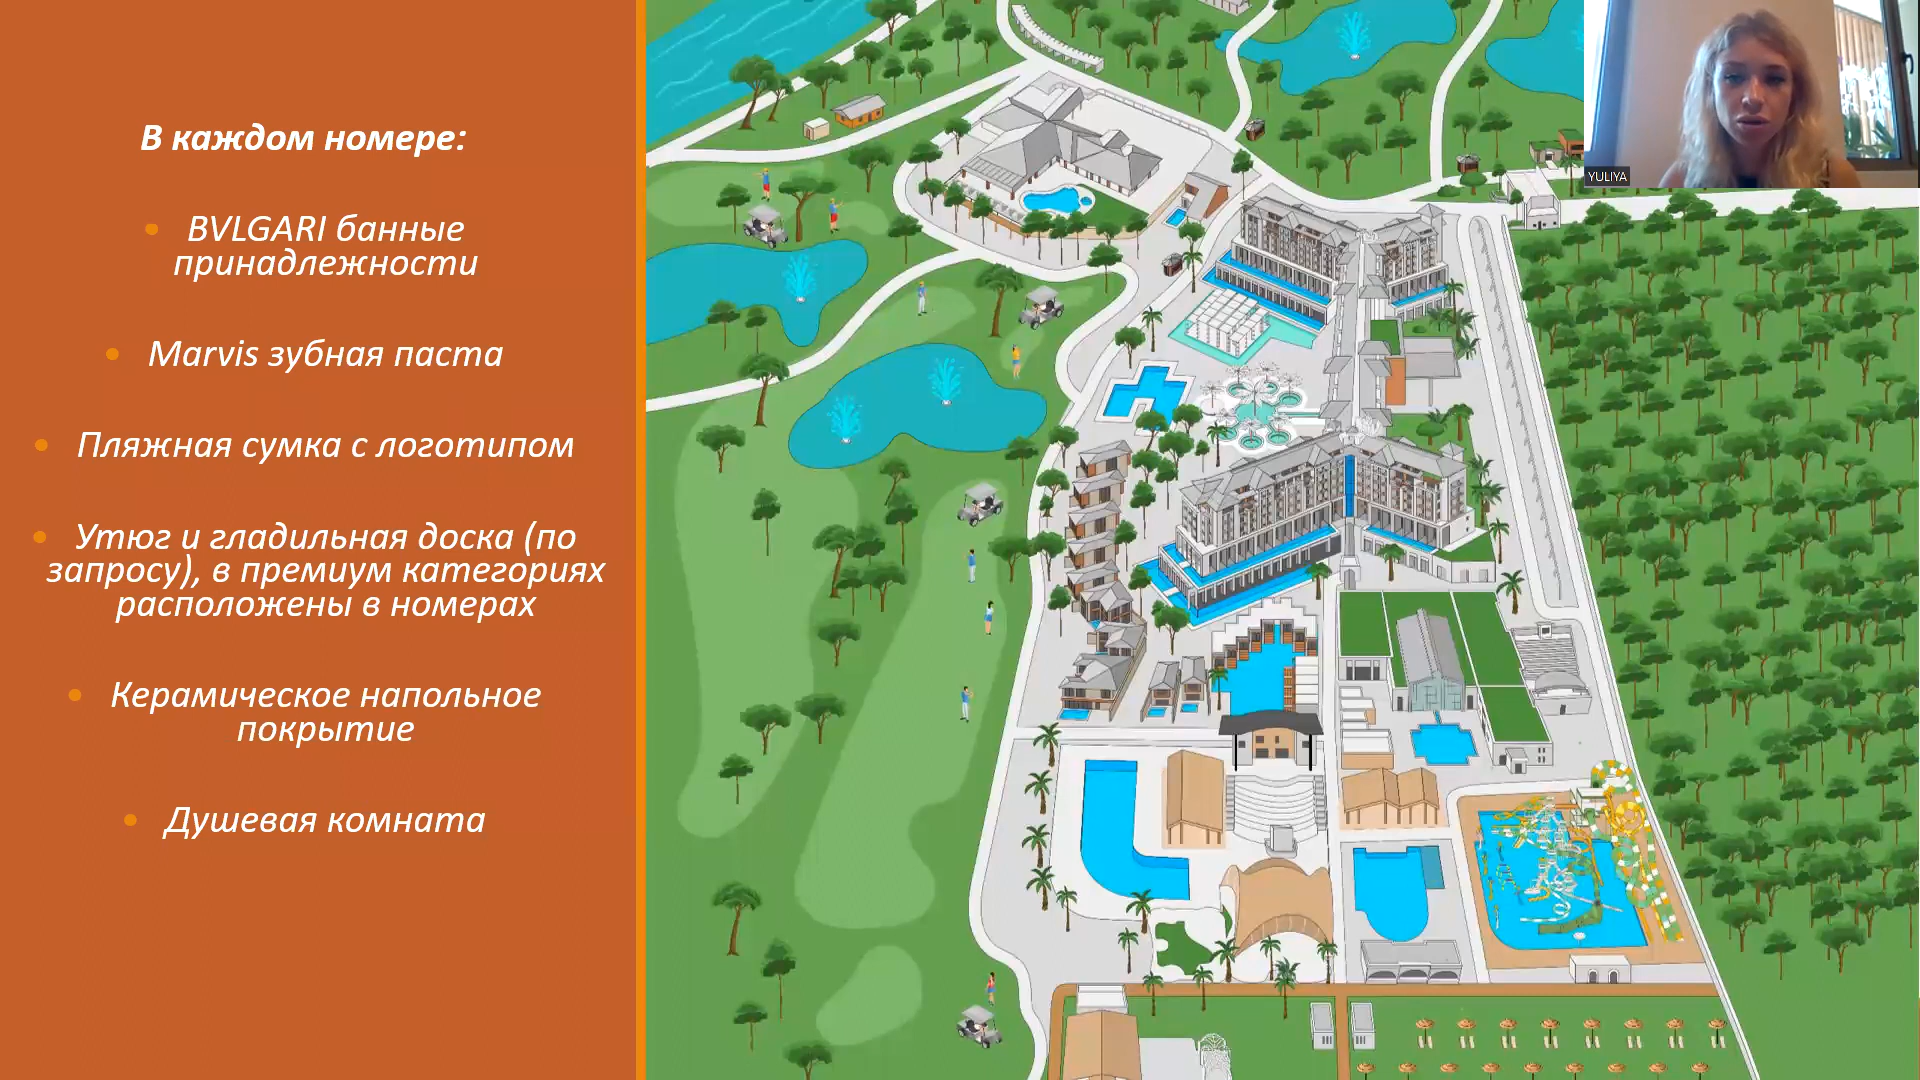 В каждом номере:
• BVLGARI банные
принадлежности
• Marvis зубная паста
• Пляжная сумка с логотипом
• Утюг и гладильная доска (по
запросу), в премиум категориях
расположены в номерах
• Керамическое напольное
покрытие
• Душевая комната
YULIYA